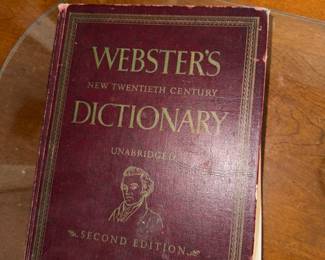 WEBSTER'S
NEW TWENTIETH CENTURY
DICTIONARY
UNABRIDGED
SECOND EDITION